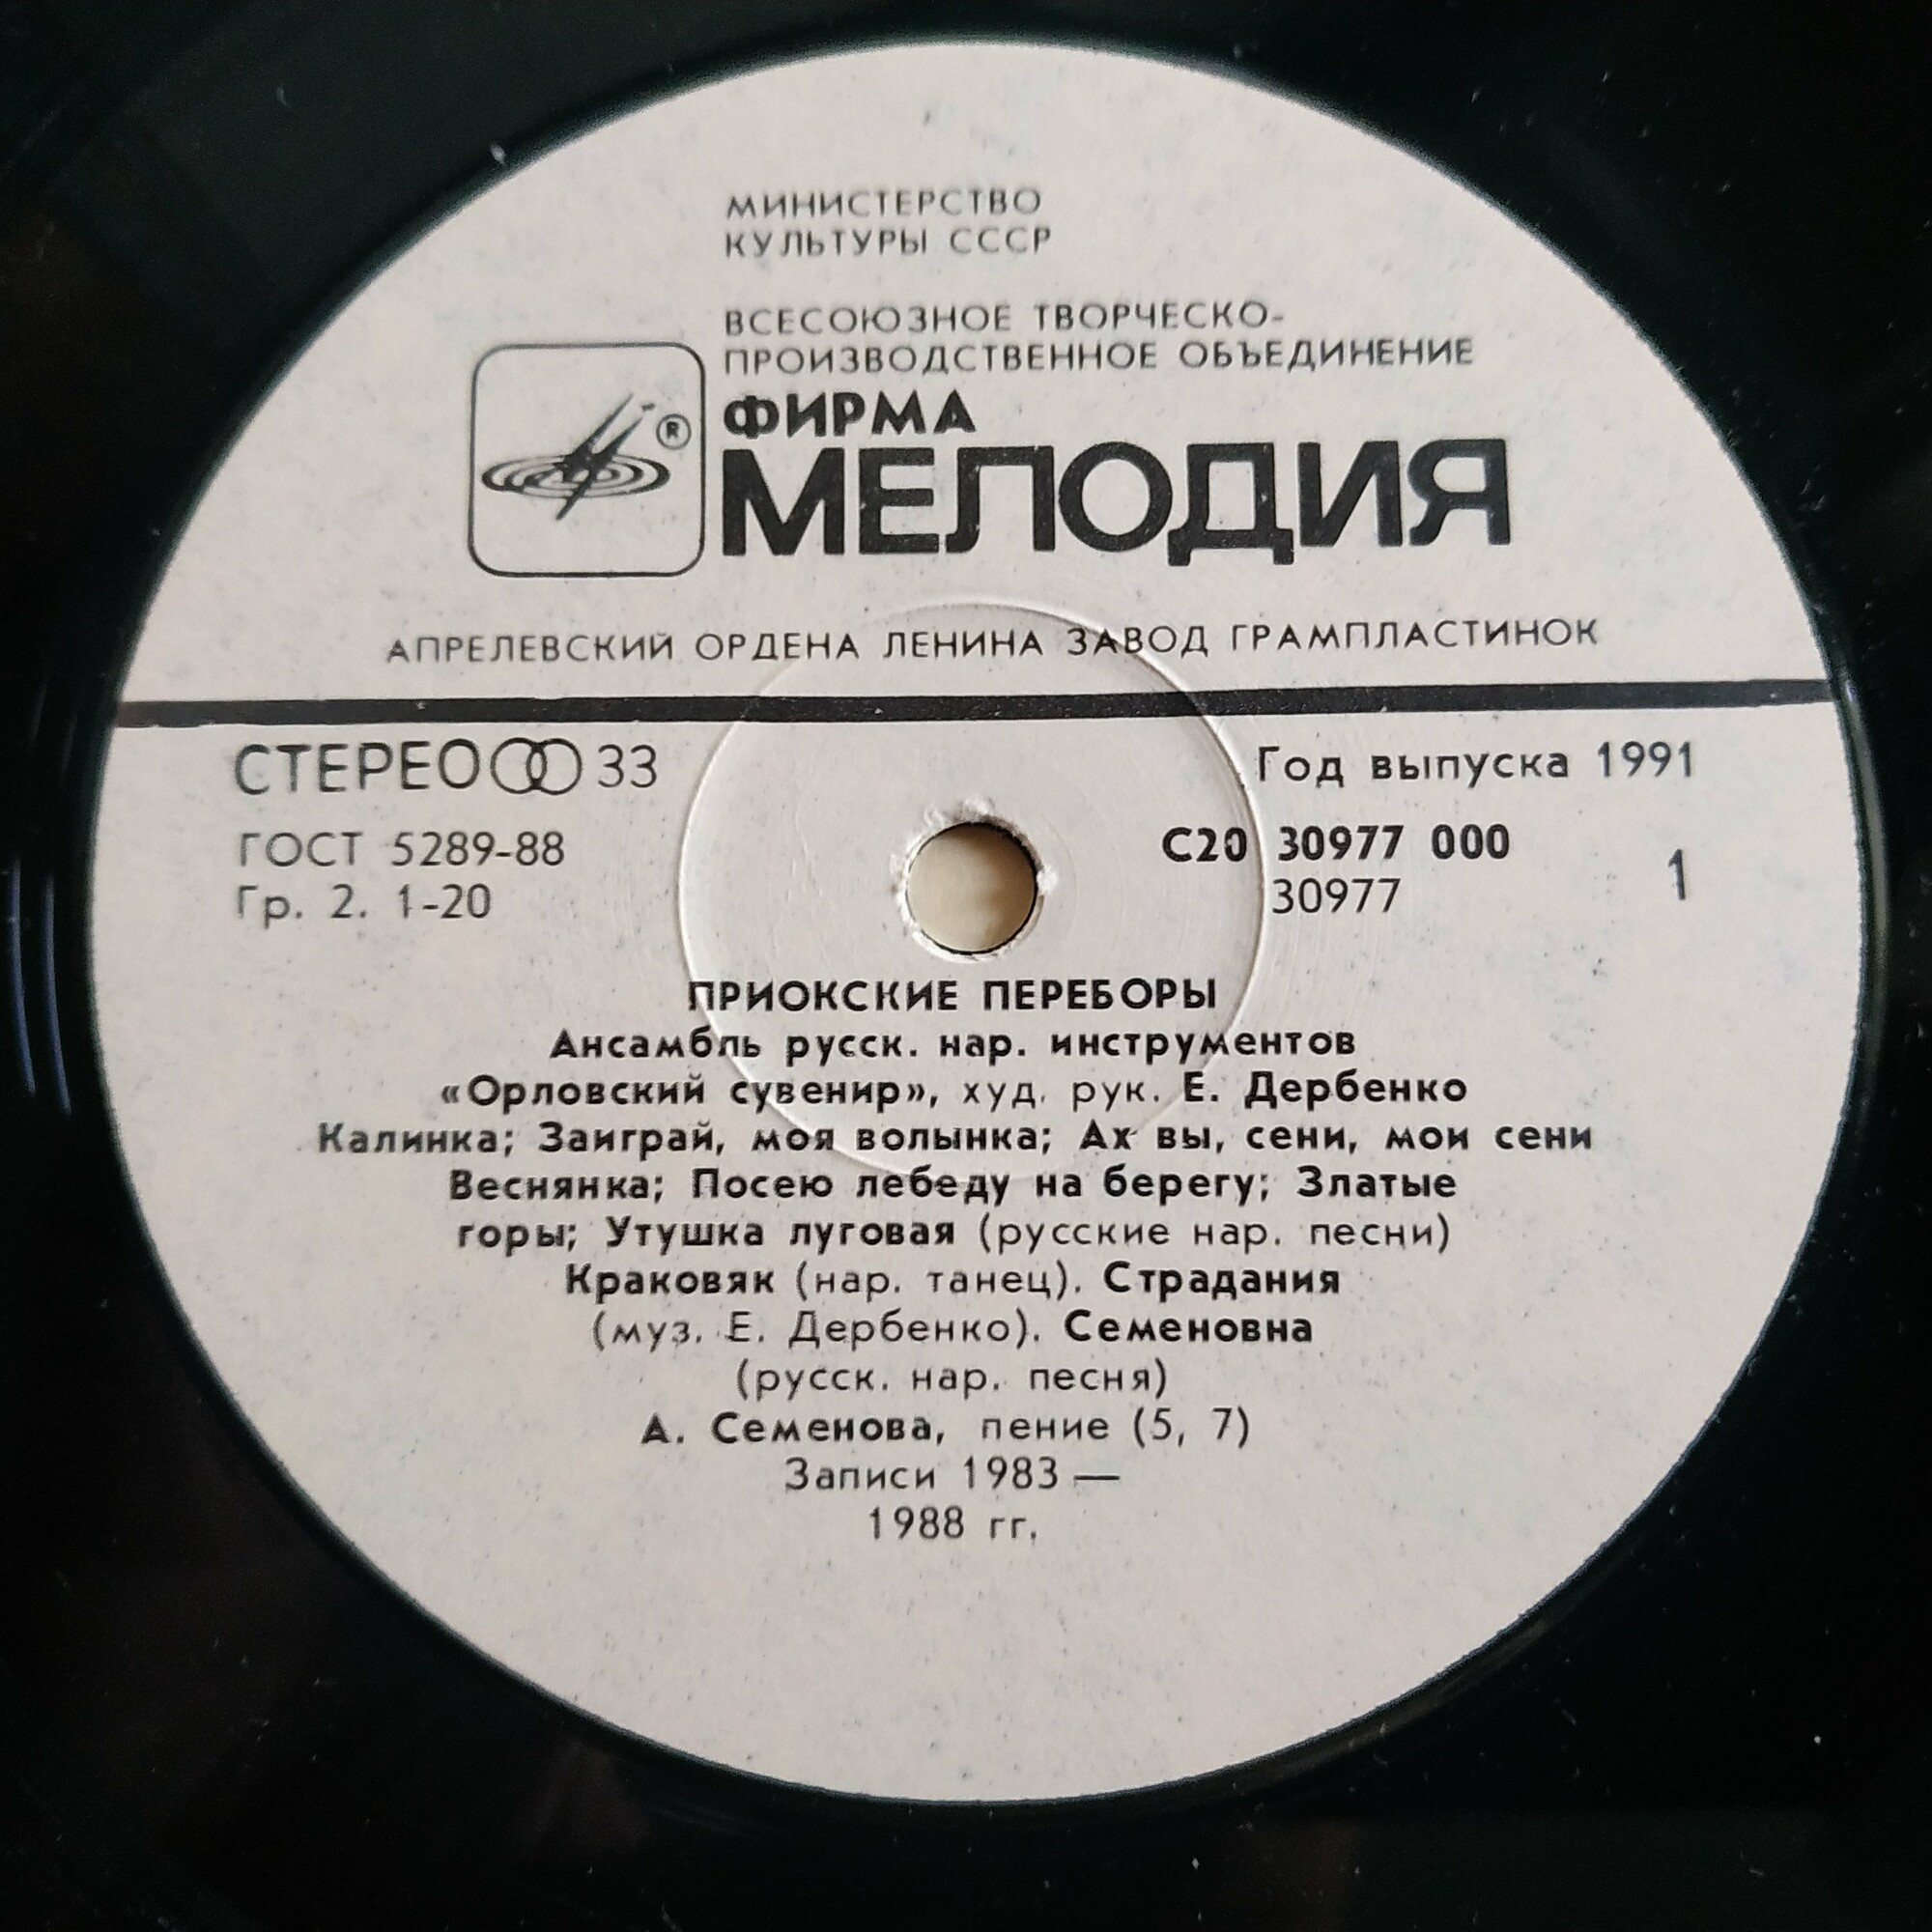 МИНИСТЕРСТВО
КУЛЬТУРЫ СССР
ВСЕСОЮЗНОЕ ТВОРЧЕСКО-
ПРОИЗВОДСТВЕННОЕ ОБЪЕДИНЕНИЕ
®
ФИРМА
МЕЛОДИЯ
АПРЕЛЕВСКИЙ ОРДЕНА ЛЕНИНА ЗАВОД ГРАМПЛАСТИНОК
СТЕРЕО 33
Год выпуска 1991
ГОСТ 5289-88
С20 30977 000
Гр. 2. 1-20
30977
1
ПРИОКСКИЕ ПЕРЕБОРЫ
Ансамбль русск. нар. инструментов
«Орловский сувенир», худ. рук. Е. Дербенко
Калинка; Заиграй, моя волынка; Ах вы, сени, мои сени
Веснянка; Посею лебеду на берегу; Златые
горы; Утушка луговая (русские нар. песни)
Краковяк (нар. танец). Страдания
(муз. Е. Дербенко). Семеновна
(русск. нар. песня)
А. Семенова, пение (5, 7)
Записи 1983 —
1988 гг.